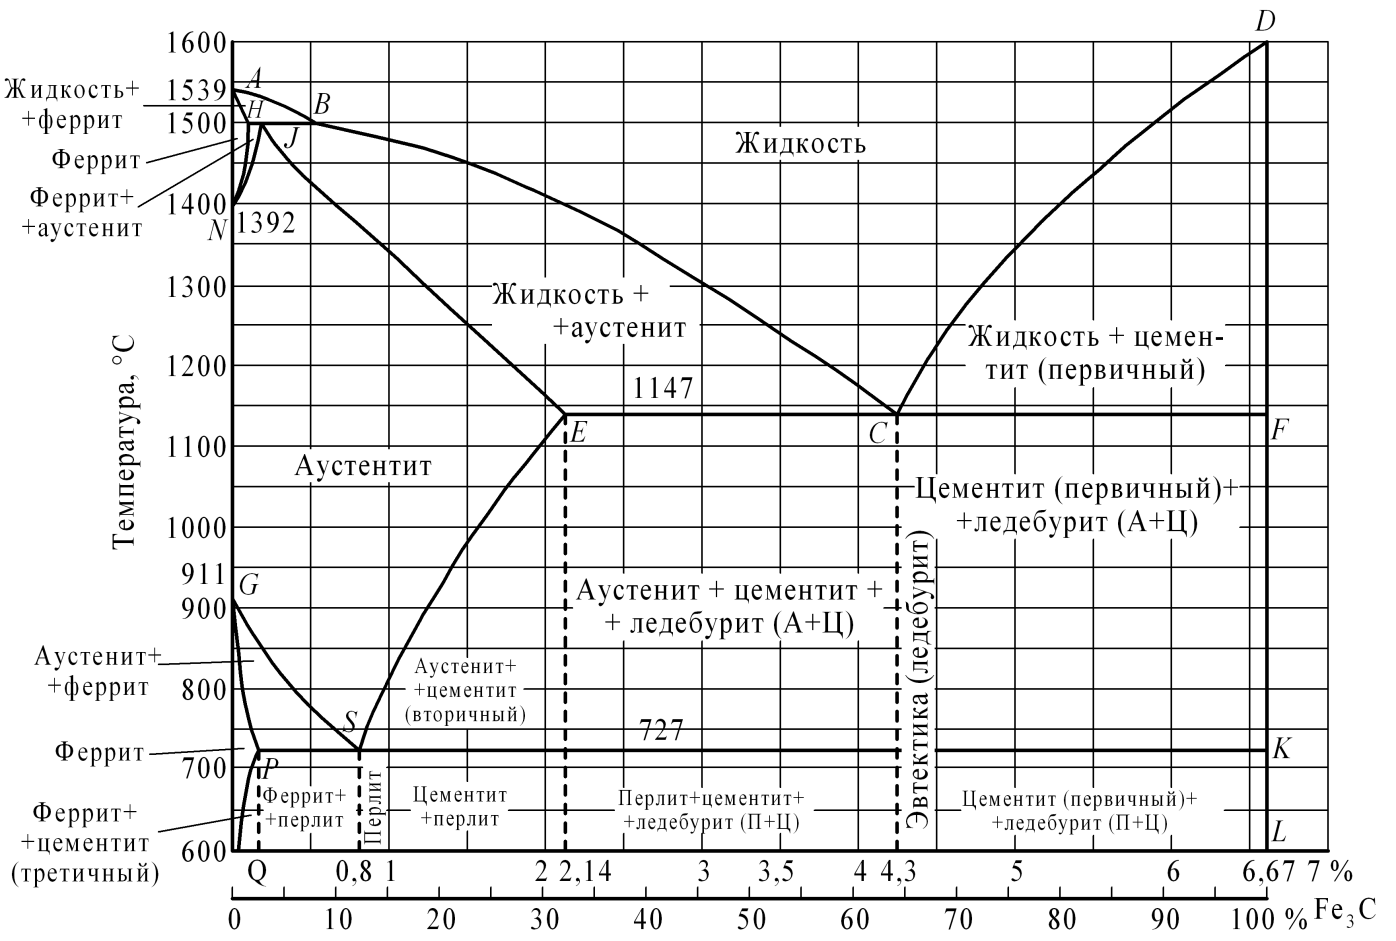 D
1600
Жидкость+
+феррит
1539
A
H
B
1500
J
Жидкость
Феррит
Феррит+
+аустенит
1400
N
1392
1300
Жидкость +
+аустенит
Жидкость + цемен-
тит (первичный)
1200
1147
E
C
F
1100
Температура, °C
Аустентит
Цементит (первичный)+
+ледебурит (А+Ц)
1000
911
G
900
Аустенит + цементит +
+ ледебурит (А+Ц)
Эвтектика (ледебурит)
Аустенит+
+феррит
Аустенит+
+цементит
(вторичный)
800
S
727
Феррит
K
700
P
Феррит+
+перлит
Перлит
Цементит
+перлит
Перлит+цементит+
+ледебурит (П+Ц)
Цементит (первичный)+
+ледебурит (П+Ц)
Феррит+
+цементит
(третичный)
L
600
Q 0,8 1 2 2,14 3 3,5 4 4,3 5 6 6,67 7 %
0 10 20 30 40 50 60 70 80 90 100 % Fe₃C